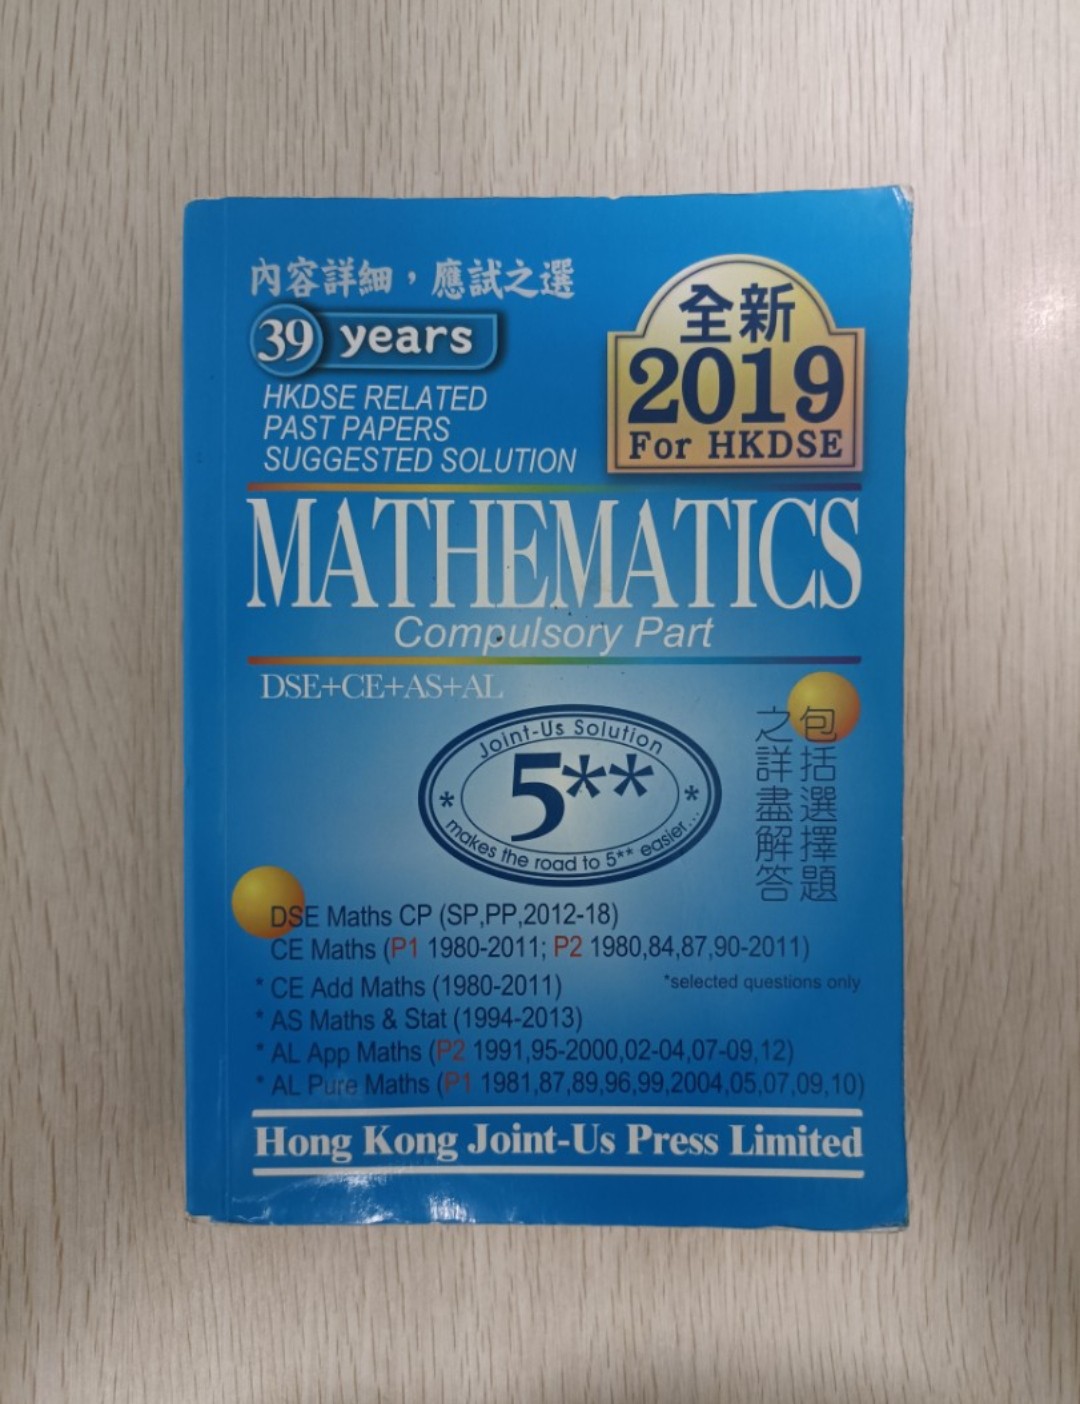 內容詳細，應試之選
39 years
HKDSE RELATED
PAST PAPERS
SUGGESTED SOLUTION
全新
2019
For HKDSE
MATHEMATICS
Compulsory Part
DSE+CE+AS+AL
Joint-Us Solution
* 5** *
makes the road to 5** easier...
包括選擇題
之詳盡解答
DSE Maths CP (SP,PP,2012-18)
CE Maths (P1 1980-2011; P2 1980,84,87,90-2011)
* CE Add Maths (1980-2011)
*selected questions only
* AS Maths & Stat (1994-2013)
* AL App Maths (P2 1991,95-2000,02-04,07-09,12)
* AL Pure Maths (P1 1981,87,89,96,99,2004,05,07,09,10)
Hong Kong Joint-Us Press Limited